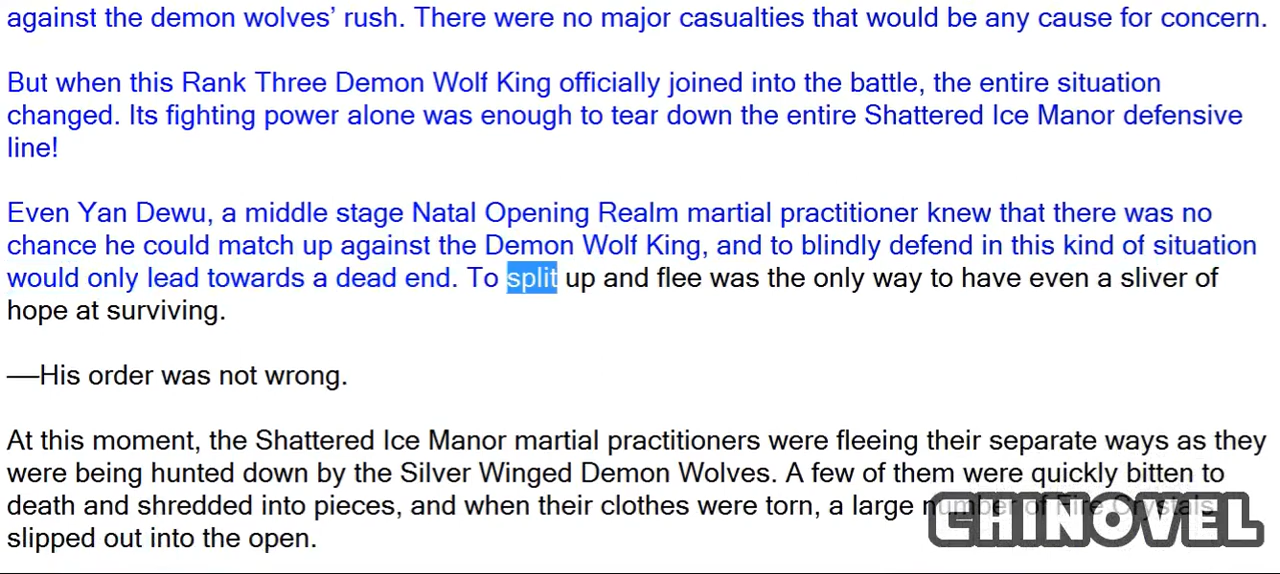 against the demon wolves’ rush. There were no major casualties that would be any cause for concern.
But when this Rank Three Demon Wolf King officially joined into the battle, the entire situation
changed. Its fighting power alone was enough to tear down the entire Shattered Ice Manor defensive
line!
Even Yan Dewu, a middle stage Natal Opening Realm martial practitioner knew that there was no
chance he could match up against the Demon Wolf King, and to blindly defend in this kind of situation
would only lead towards a dead end. To split up and flee was the only way to have even a sliver of
hope at surviving.
—His order was not wrong.
At this moment, the Shattered Ice Manor martial practitioners were fleeing their separate ways as they
were being hunted down by the Silver Winged Demon Wolves. A few of them were quickly bitten to
death and shredded into pieces, and when their clothes were torn, a large number of Fire Crystals
slipped out into the open.
CHINOVEL